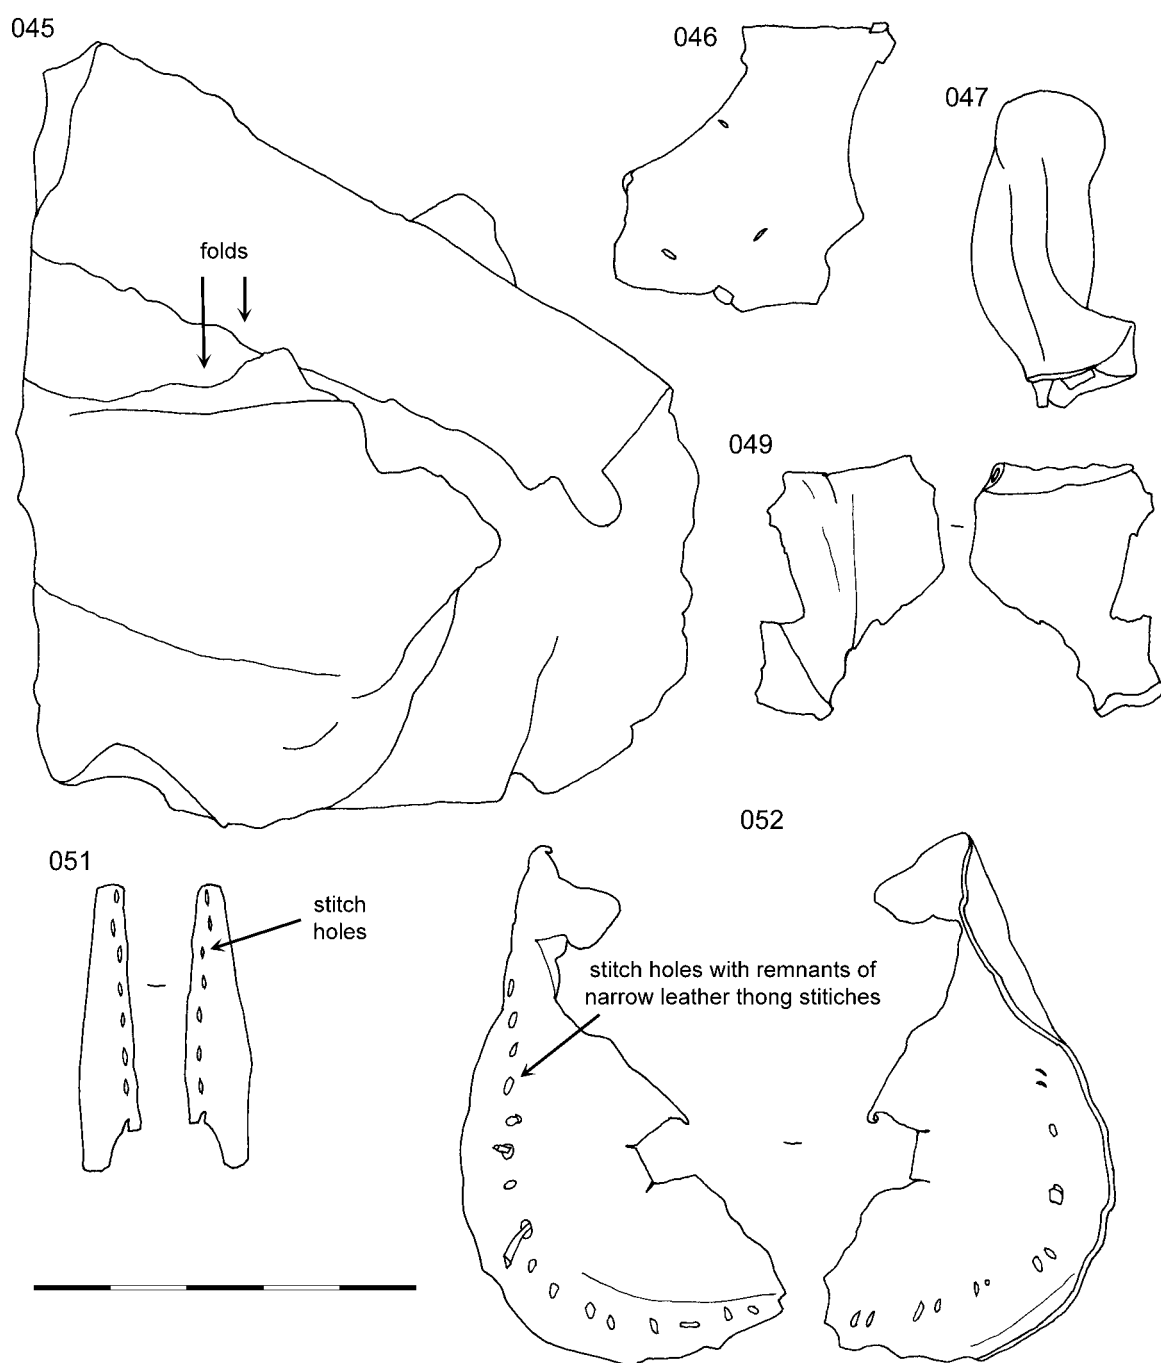 045
046
047
folds
049
052
051
stitch
holes
stitch holes with remnants of
narrow leather thong stitiches